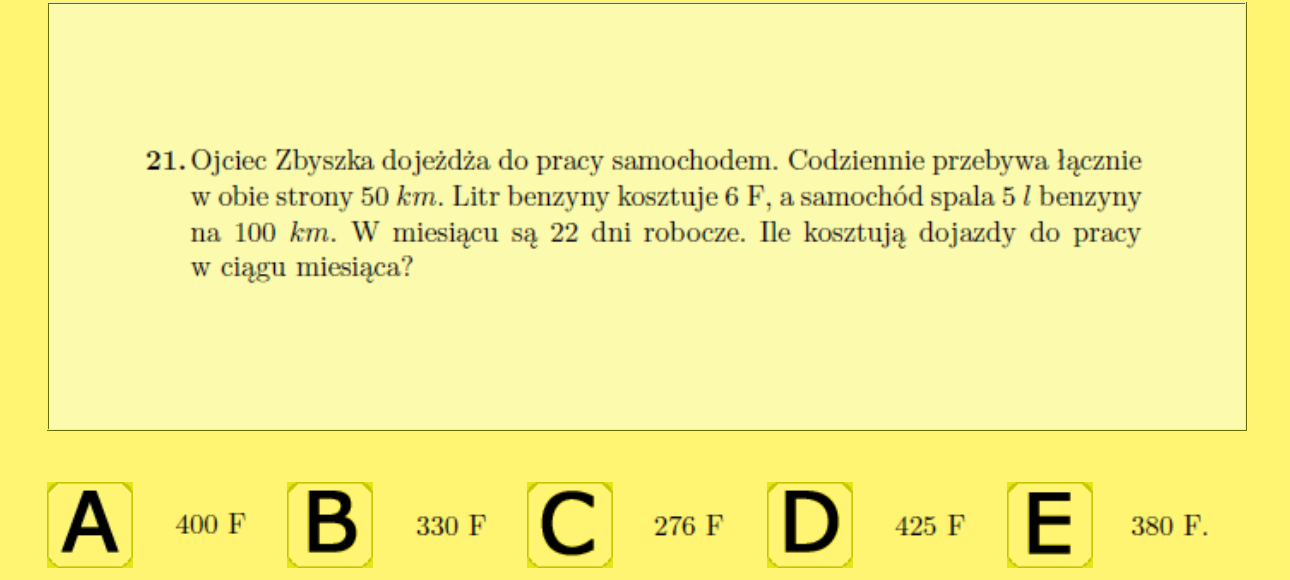 21. Ojciec Zbyszka dojeżdża do pracy samochodem. Codziennie przebywa łącznie
w obie strony 50 km. Litr benzyny kosztuje 6 F, a samochód spala 5 l benzyny
na 100 km. W miesiącu są 22 dni robocze. Ile kosztują dojazdy do pracy
w ciągu miesiąca?
A 400 F B 330 F C 276 F D 425 F E 380 F.